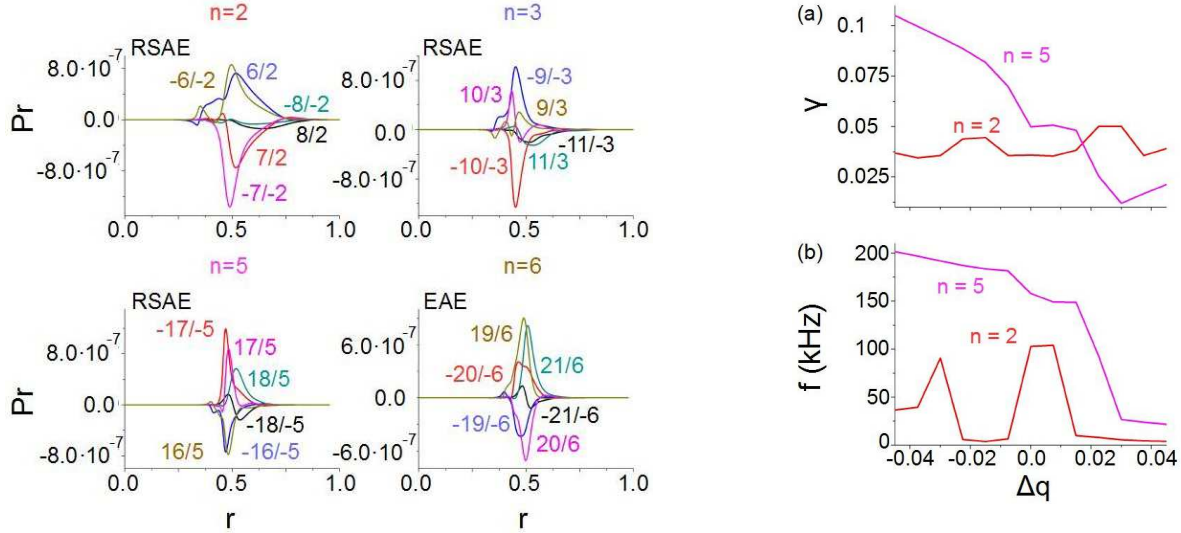 n=2
RSAE
8.0·10⁻⁷
0.0
-8.0·10⁻⁷
Pr
-6/-2
6/2
-8/-2
8/2
7/2
-7/-2
0.0 0.5 1.0
n=3
RSAE
8.0·10⁻⁷
0.0
-8.0·10⁻⁷
-9/-3
10/3
9/3
-11/-3
11/3
-10/-3
0.0 0.5 1.0
n=5
RSAE
8.0·10⁻⁷
0.0
-8.0·10⁻⁷
Pr
-17/-5
17/5
18/5
-18/-5
16/5
-16/-5
0.0 0.5 1.0
r
n=6
EAE
6.0·10⁻⁷
0.0
-6.0·10⁻⁷
19/6
-20/-6
21/6
-21/-6
-19/-6
20/6
0.0 0.5 1.0
r
(a)
0.1
0.075
0.050
0.025
γ
n = 5
n = 2
(b)
200
150
100
50
0
f (kHz)
n = 5
n = 2
-0.04 -0.02 0.0 0.02 0.04
Δq